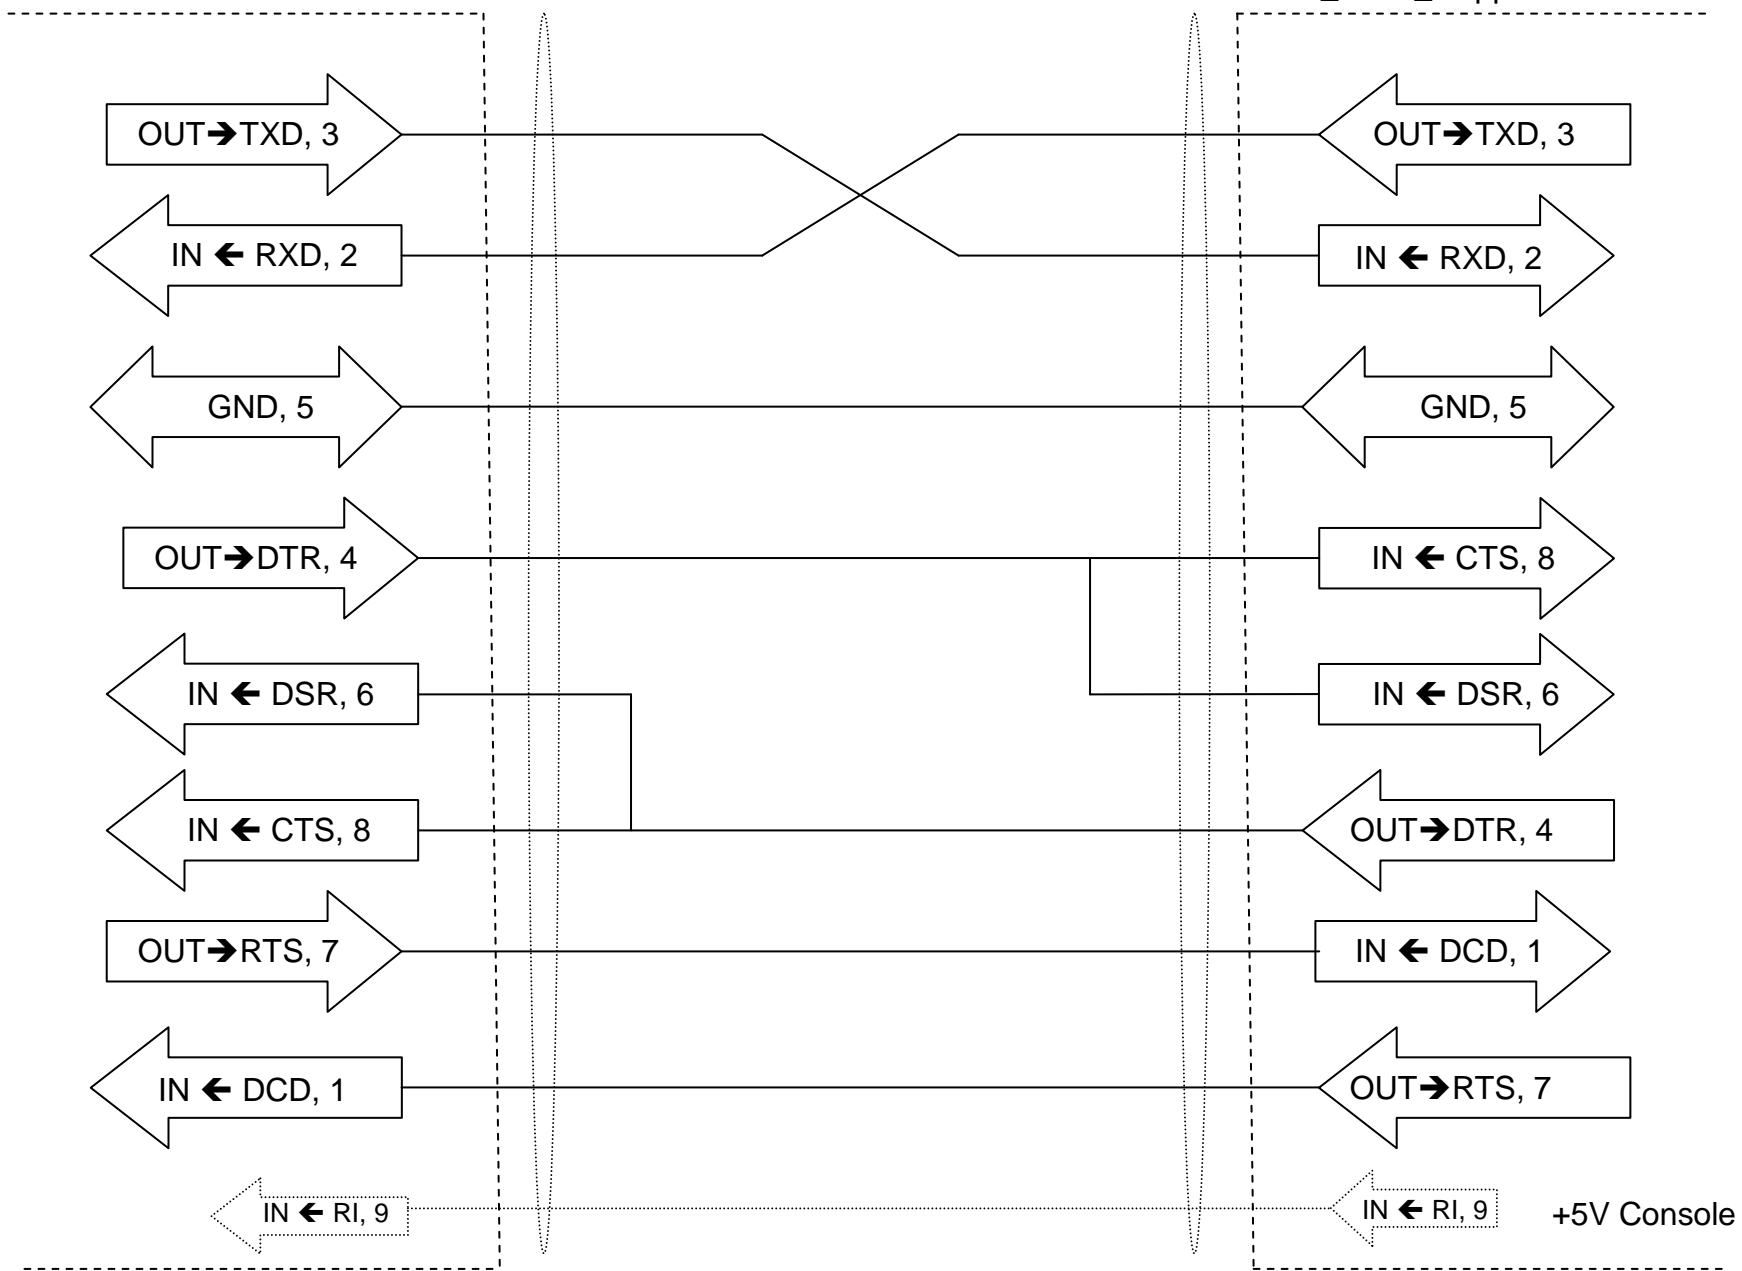 OUT➔TXD, 3
OUT➔TXD, 3
IN 🡸 RXD, 2
IN 🡸 RXD, 2
GND, 5
GND, 5
OUT➔DTR, 4
IN 🡸 CTS, 8
IN 🡸 DSR, 6
IN 🡸 DSR, 6
IN 🡸 CTS, 8
OUT➔DTR, 4
OUT➔RTS, 7
IN 🡸 DCD, 1
IN 🡸 DCD, 1
OUT➔RTS, 7
IN 🡸 RI, 9
IN 🡸 RI, 9
+5V Console